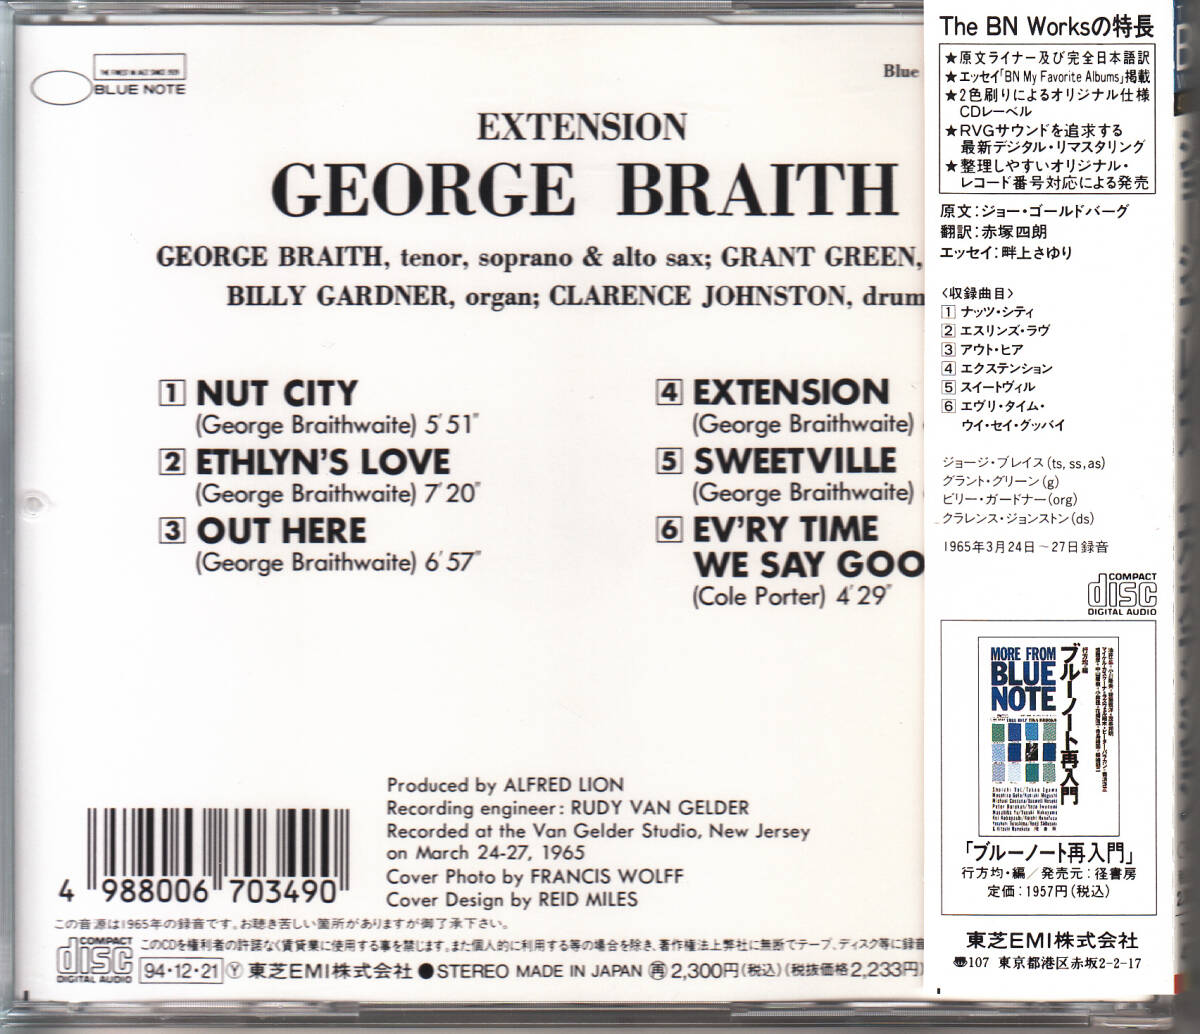 THE FINEST IN JAZZ SINCE 1939
BLUE NOTE
Blue
EXTENSION
GEORGE BRAITH
GEORGE BRAITH, tenor, soprano & alto sax; GRANT GREEN,
BILLY GARDNER, organ; CLARENCE JOHNSTON, drum
1 NUT CITY
(George Braithwaite) 5'51"
2 ETHLYN'S LOVE
(George Braithwaite) 7'20"
3 OUT HERE
(George Braithwaite) 6'57"
4 EXTENSION
(George Braithwaite)
5 SWEETVILLE
(George Braithwaite)
6 EV'RY TIME
WE SAY GOO
(Cole Porter) 4'29"
Produced by ALFRED LION
Recording engineer: RUDY VAN GELDER
Recorded at the Van Gelder Studio, New Jersey
on March 24-27, 1965
Cover Photo by FRANCIS WOLFF
Cover Design by REID MILES
4 988006 703490
この音源は1965年の録音です。お聴き苦しい箇所がありますが御了承下さい。
COMPACT
disc
DIGITAL AUDIO
このCDを権利者の許諾なく賃貸業に使用する事を禁じます。また個人的に利用する等の場合を除き、著作権法上弊社に無断でテープ、ディスク等に録音
94・12・21 Ⓨ 東芝EMI株式会社 ●STEREO MADE IN JAPAN 再 2,300円(税込)(税抜価格2,233円)
The BN Worksの特長
★原文ライナー及び完全日本語訳
★エッセイ「BN My Favorite Albums」掲載
★2色刷りによるオリジナル仕様
CDレーベル
★RVGサウンドを追求する
最新デジタル・リマスタリング
★整理しやすいオリジナル・
レコード番号対応による発売
原文:ジョー・ゴールドバーグ
翻訳:赤塚四朗
エッセイ:畔上さゆり
〈収録曲目〉
1 ナッツ・シティ
2 エスリンズ・ラヴ
3 アウト・ヒア
4 エクステンション
5 スイートヴィル
6 エヴリ・タイム・
ウイ・セイ・グッバイ
ジョージ・ブレイス(ts, ss, as)
グラント・グリーン(g)
ビリー・ガードナー(org)
クラレンス・ジョンストン(ds)
1965年3月24日〜27日録音
COMPACT
disc
DIGITAL AUDIO
MORE FROM
BLUE
NOTE
行方均・編
ブルーノート再入門
「ブルーノート再入門」
行方均・編/発売元:径書房
定価:1957円(税込)
東芝EMI株式会社
〠107 東京都港区赤坂2-2-17